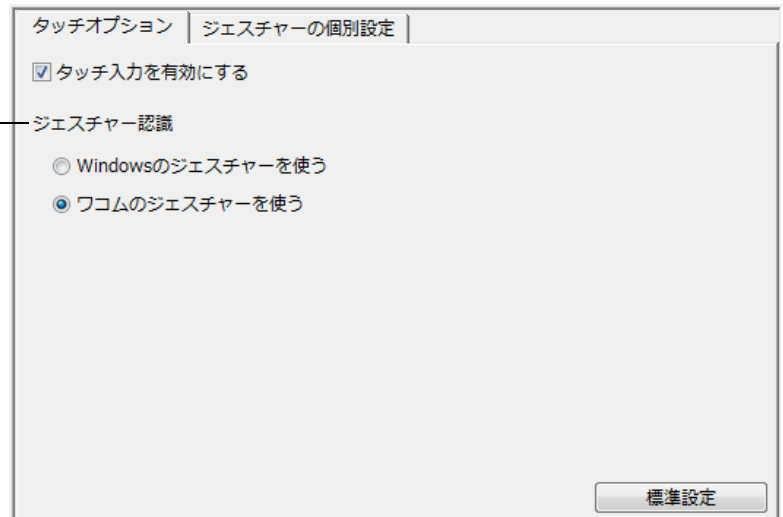 タッチオプション ジェスチャーの個別設定
タッチ入力を有効にする
ジェスチャー認識
Windowsのジェスチャーを使う
ワコムのジェスチャーを使う
標準設定